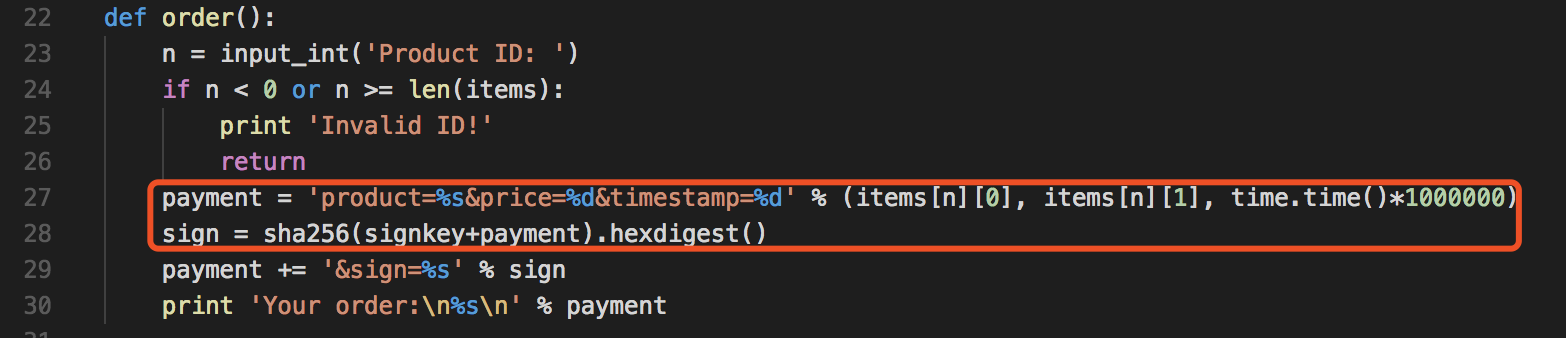 22 def order():
23 n = input_int('Product ID: ')
24 if n < 0 or n >= len(items):
25 print 'Invalid ID!'
26 return
27 payment = 'product=%s&price=%d&timestamp=%d' % (items[n][0], items[n][1], time.time()*1000000)
28 sign = sha256(signkey+payment).hexdigest()
29 payment += '&sign=%s' % sign
30 print 'Your order:\n%s\n' % payment